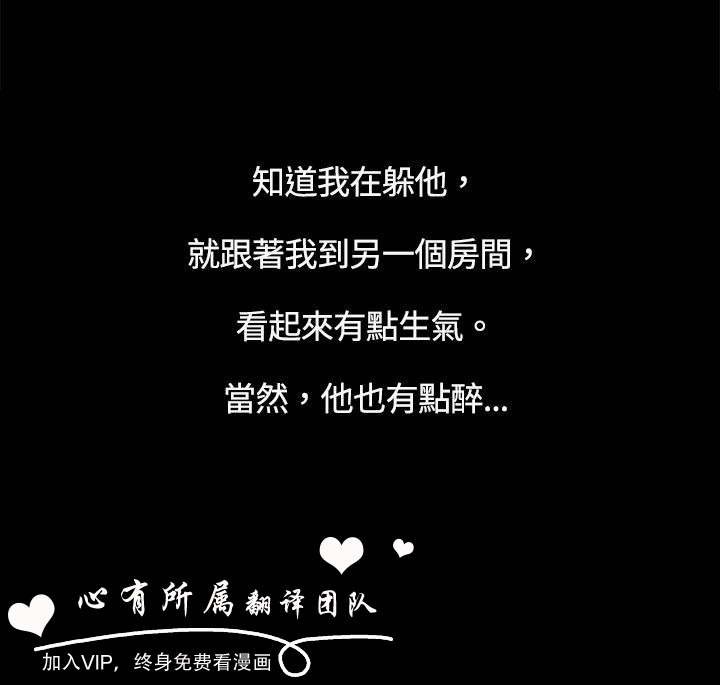 知道我在躲他，
就跟著我到另一個房間，
看起來有點生氣。
當然，他也有點醉...
心有所属翻译团队
加入VIP，终身免费看漫画